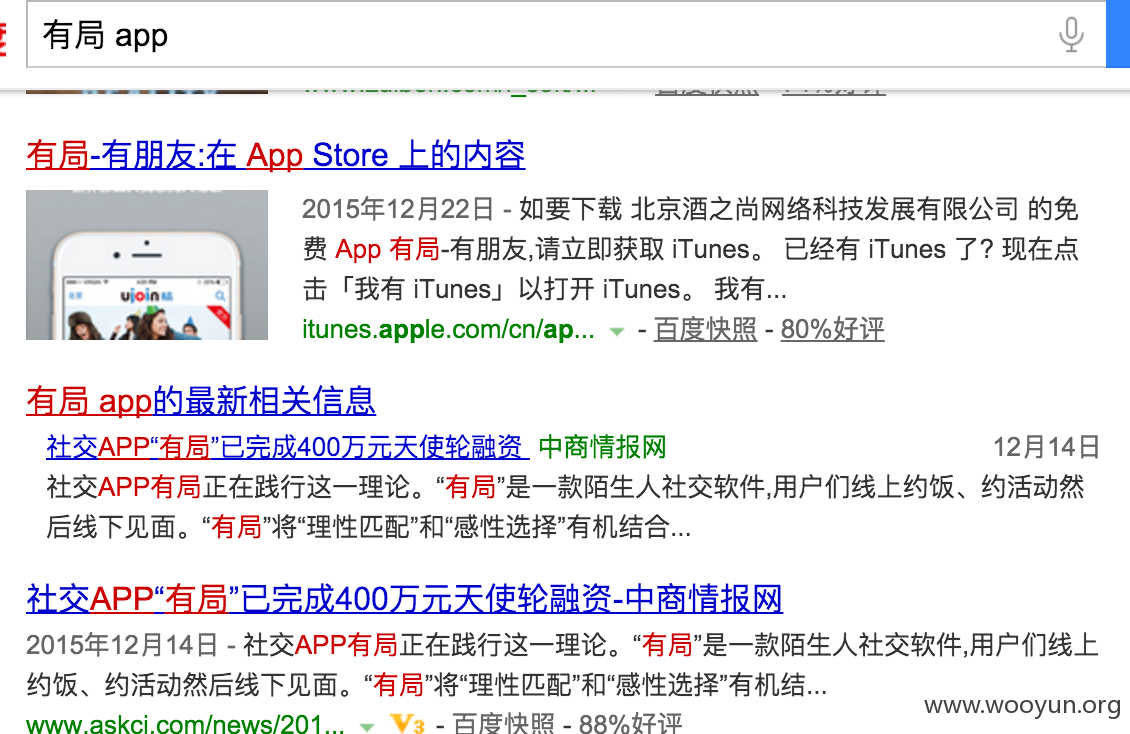 有局 app
百度快照
有局-有朋友:在 App Store 上的内容
2015年12月22日 - 如要下载 北京酒之尚网络科技发展有限公司 的免
费 App 有局-有朋友,请立即获取 iTunes。 已经有 iTunes 了? 现在点
击「我有 iTunes」以打开 iTunes。 我有...
ujoin
itunes.apple.com/cn/ap... - 百度快照 - 80%好评
有局 app的最新相关信息
社交APP“有局”已完成400万元天使轮融资 中商情报网 12月14日
社交APP有局正在践行这一理论。“有局”是一款陌生人社交软件,用户们线上约饭、约活动然
后线下见面。“有局”将“理性匹配”和“感性选择”有机结合...
社交APP“有局”已完成400万元天使轮融资-中商情报网
2015年12月14日 - 社交APP有局正在践行这一理论。“有局”是一款陌生人社交软件,用户们线上
约饭、约活动然后线下见面。“有局”将“理性匹配”和“感性选择”有机结...
www.askci.com/news/201... V3 - 百度快照 - 88%好评
www.wooyun.org